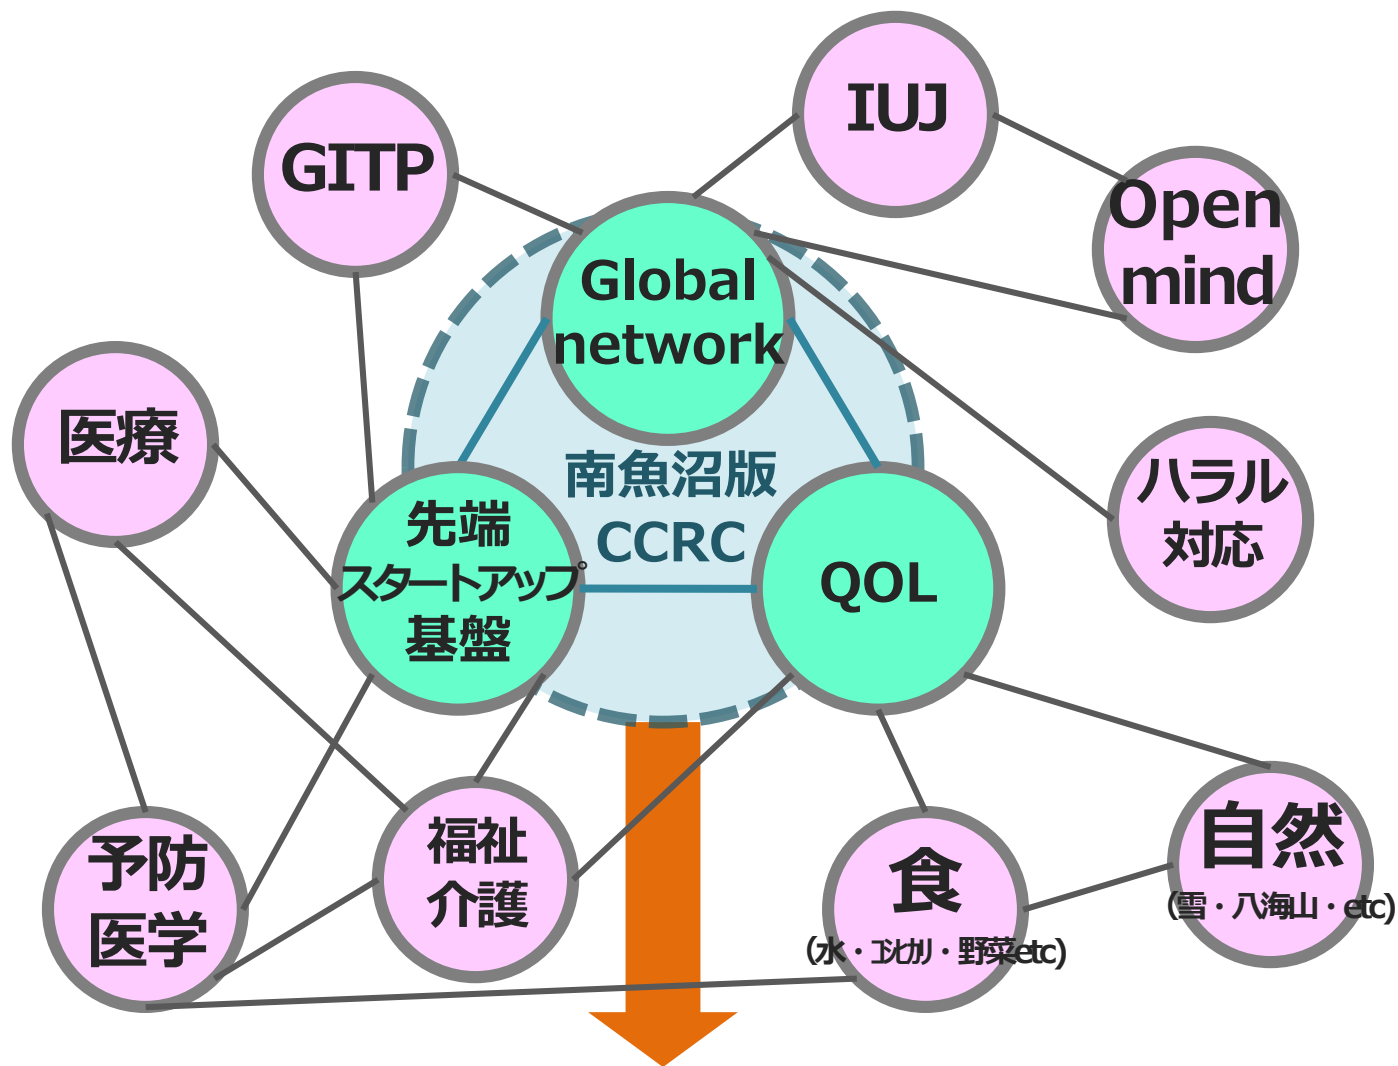 IUJ
GITP
Open
mind
Global
network
医療
南魚沼版
CCRC
ハラル
対応
先端
スタートアップ
基盤
QOL
予防
医学
福祉
介護
食
(水・コシヒカリ・野菜etc)
自然
(雪・八海山・etc)